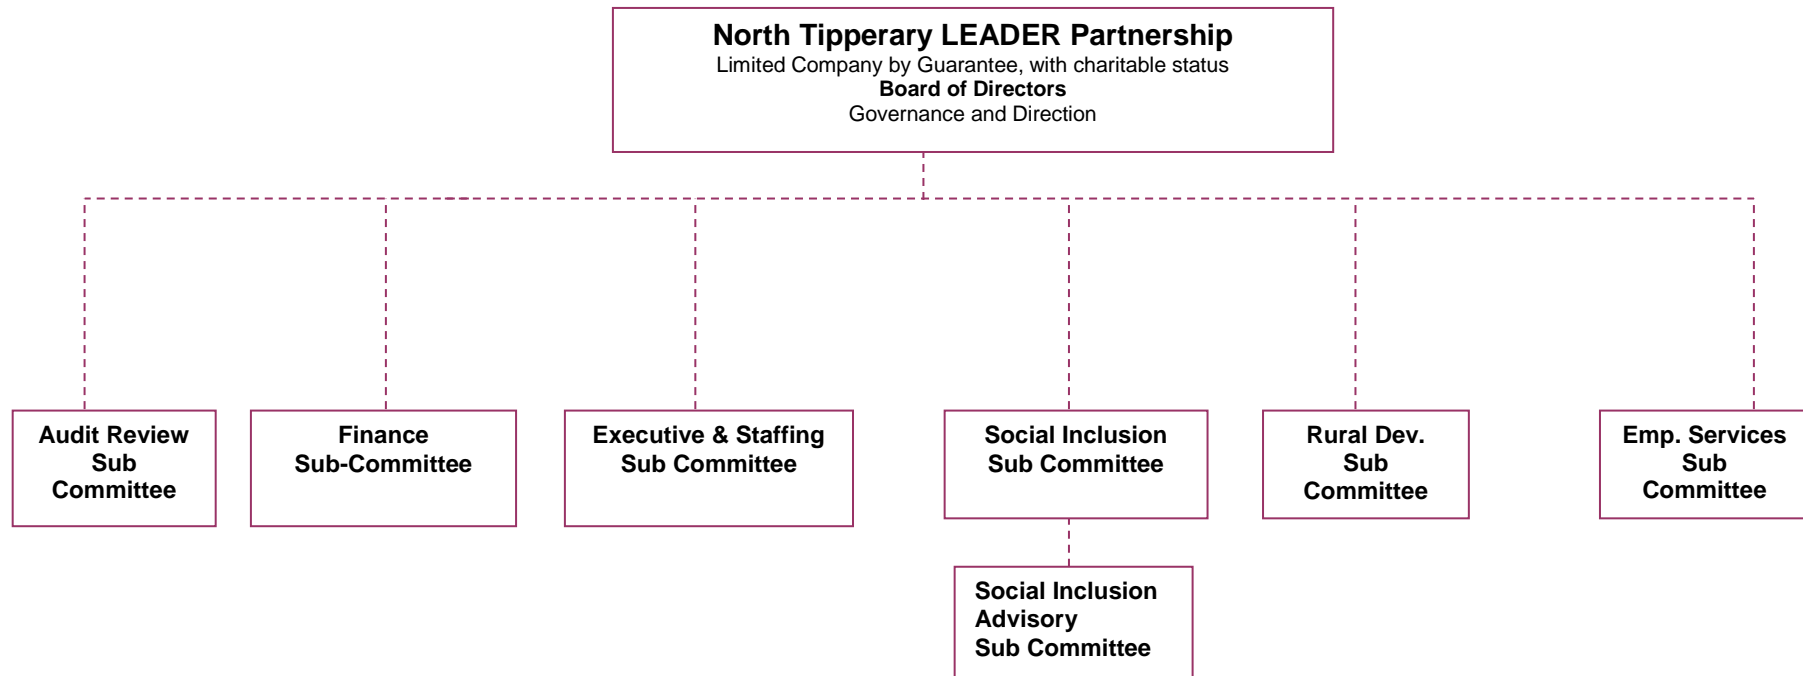 North Tipperary LEADER Partnership
Limited Company by Guarantee, with charitable status
Board of Directors
Governance and Direction
Audit Review
Sub
Committee
Finance
Sub-Committee
Executive & Staffing
Sub Committee
Social Inclusion
Sub Committee
Rural Dev.
Sub
Committee
Emp. Services
Sub
Committee
Social Inclusion
Advisory
Sub Committee